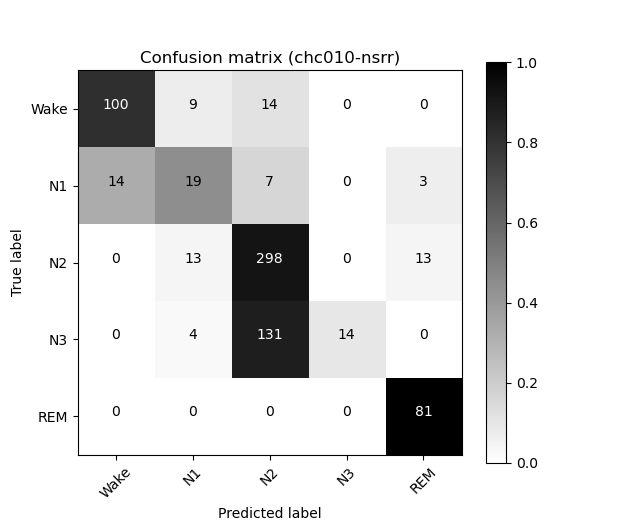 Confusion matrix (chc010-nsrr)
1.0
Wake 100 9 14 0 0
0.8
N1 14 19 7 0 3
0.6
True label
N2 0 13 298 0 13
0.4
N3 0 4 131 14 0
0.2
REM 0 0 0 0 81
0.0
Wake N1 N2 N3 REM
Predicted label